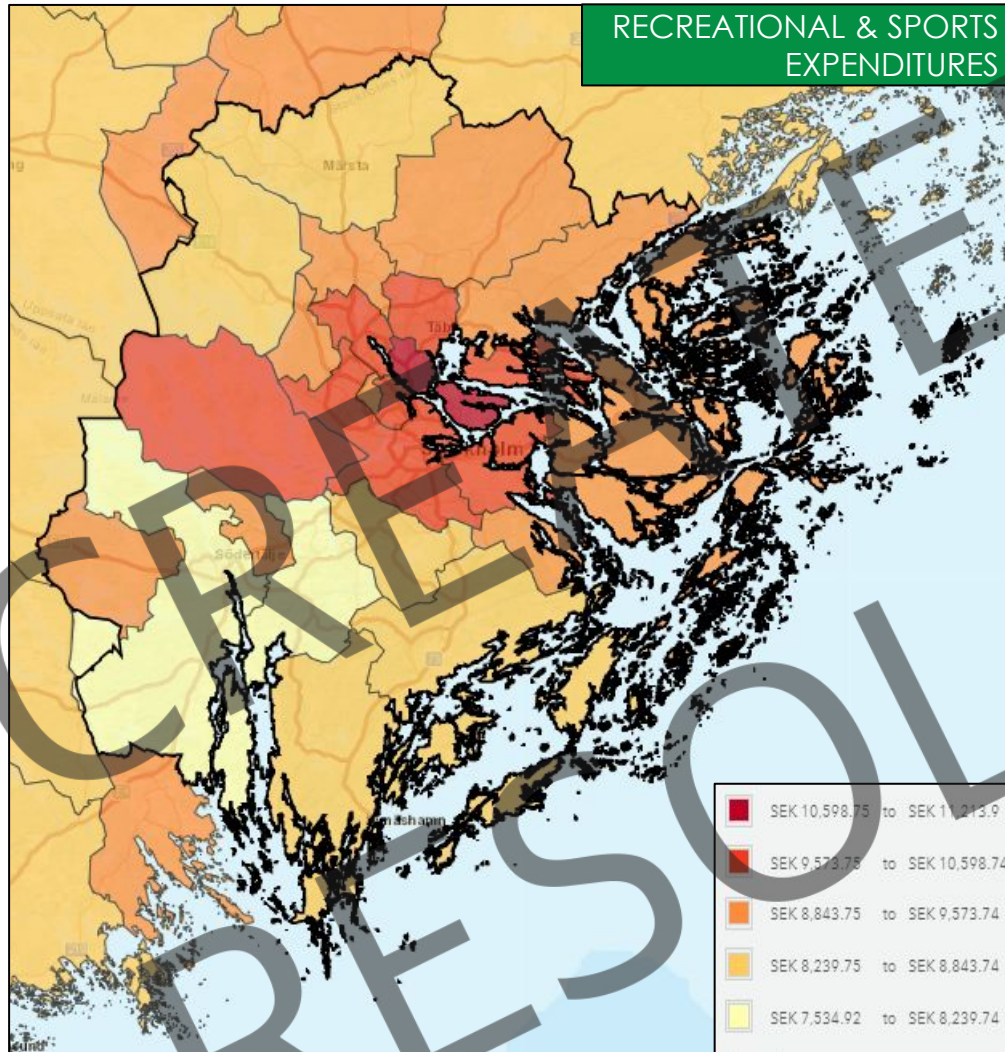 RECREATIONAL & SPORTS
EXPENDITURES
Märsta
Uppsala län
Täby
Stockholm
Södertälje
CREATE
RESOL
SEK 10,598.75 to SEK 11,213.9
SEK 9,573.75 to SEK 10,598.74
SEK 8,843.75 to SEK 9,573.74
SEK 8,239.75 to SEK 8,843.74
SEK 7,534.92 to SEK 8,239.74